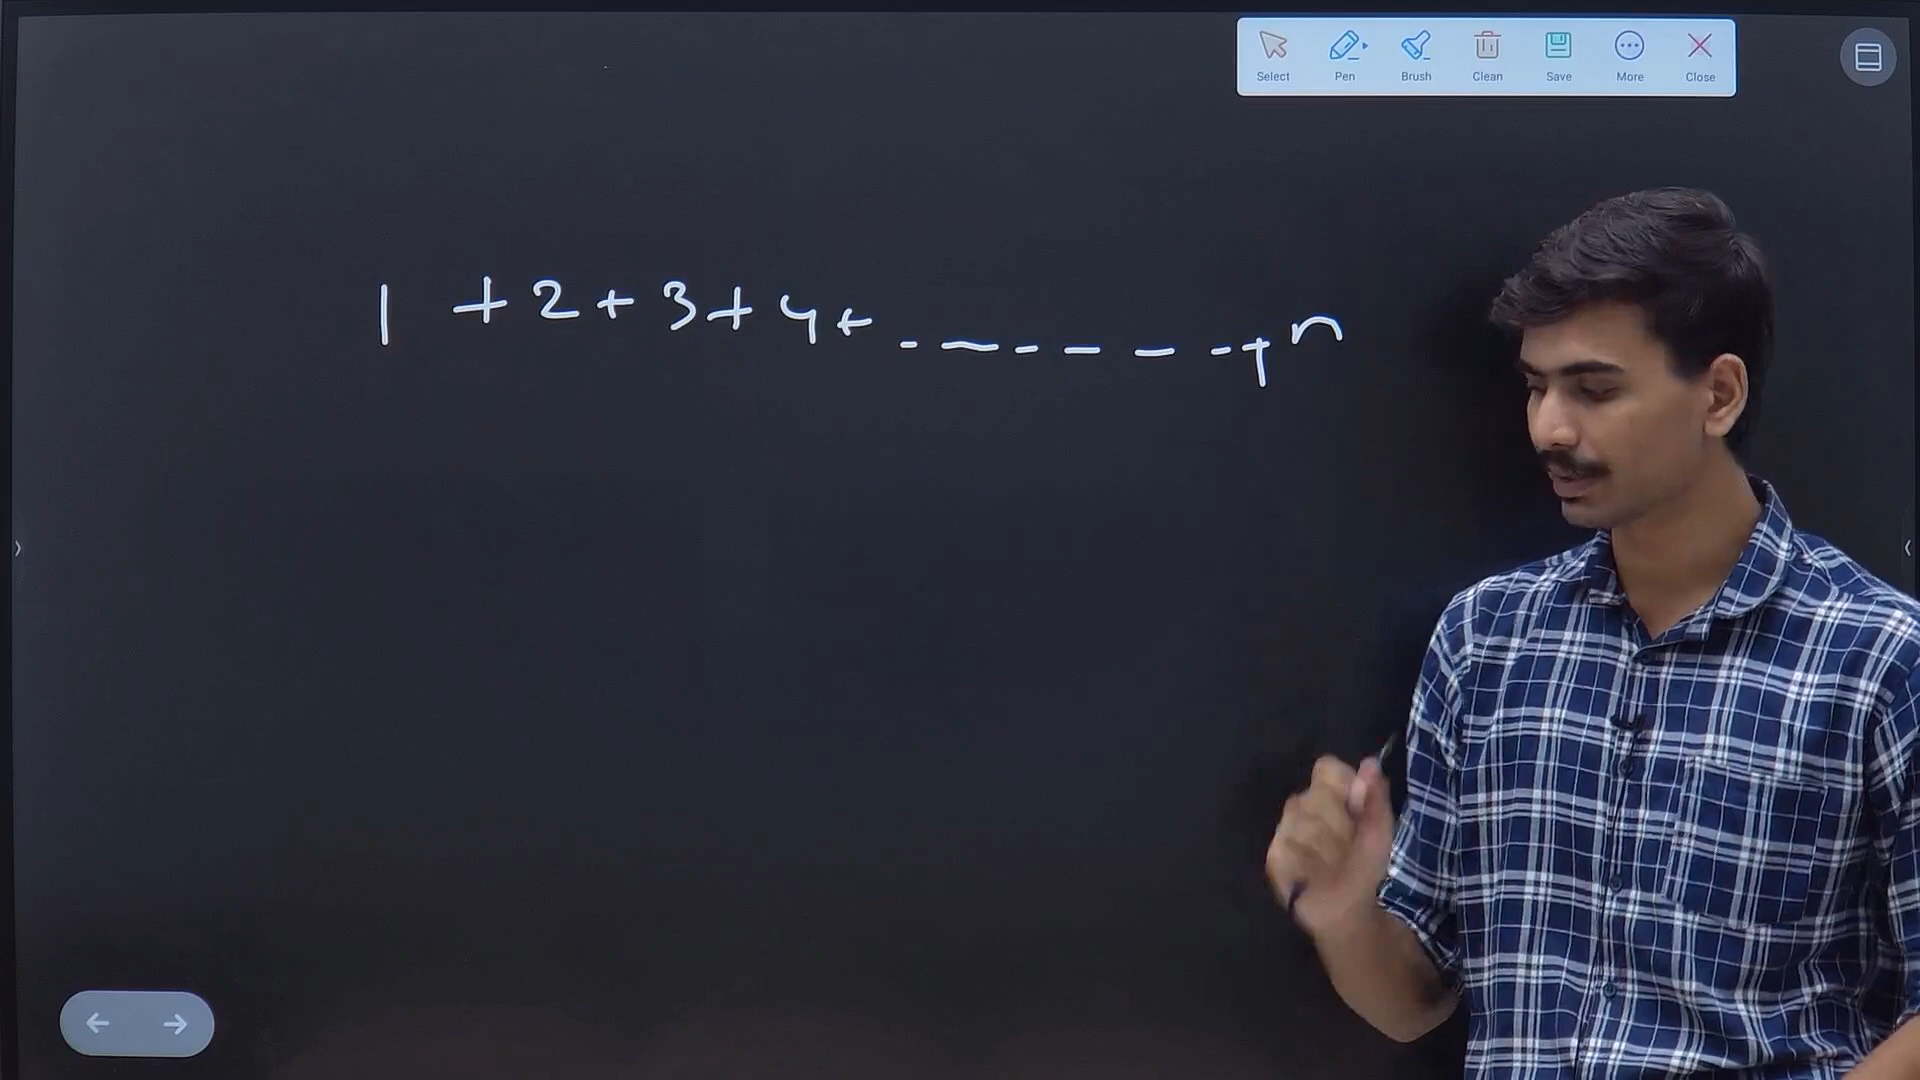 Select Pen Brush Clean Save More Close
1 + 2 + 3 + 4 + - - - - - - + n